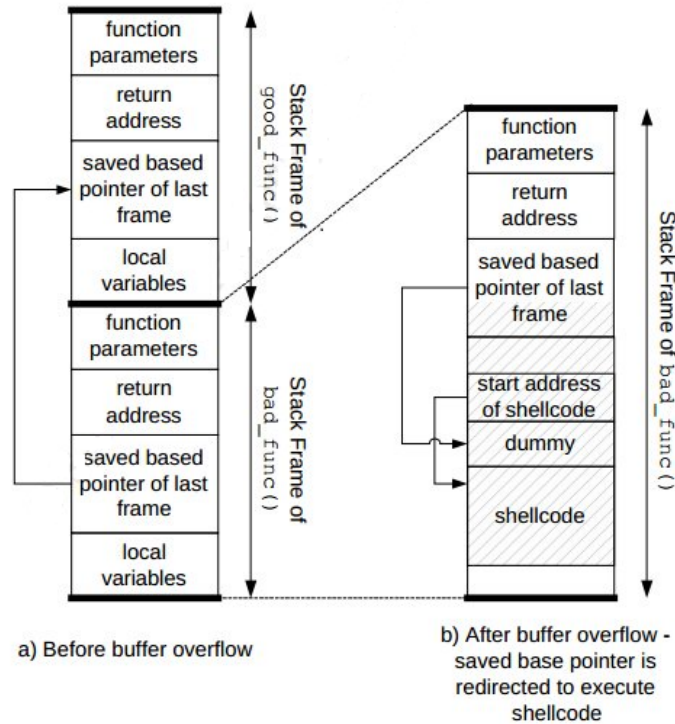 function
parameters
return
address
saved based
pointer of last
frame
local
variables
function
parameters
return
address
saved based
pointer of last
frame
local
variables
Stack Frame of
good_func()
Stack Frame of
bad_func()
a) Before buffer overflow
function
parameters
return
address
saved based
pointer of last
frame
start address
of shellcode
dummy
shellcode
Stack Frame of bad_func()
b) After buffer overflow -
saved base pointer is
redirected to execute
shellcode